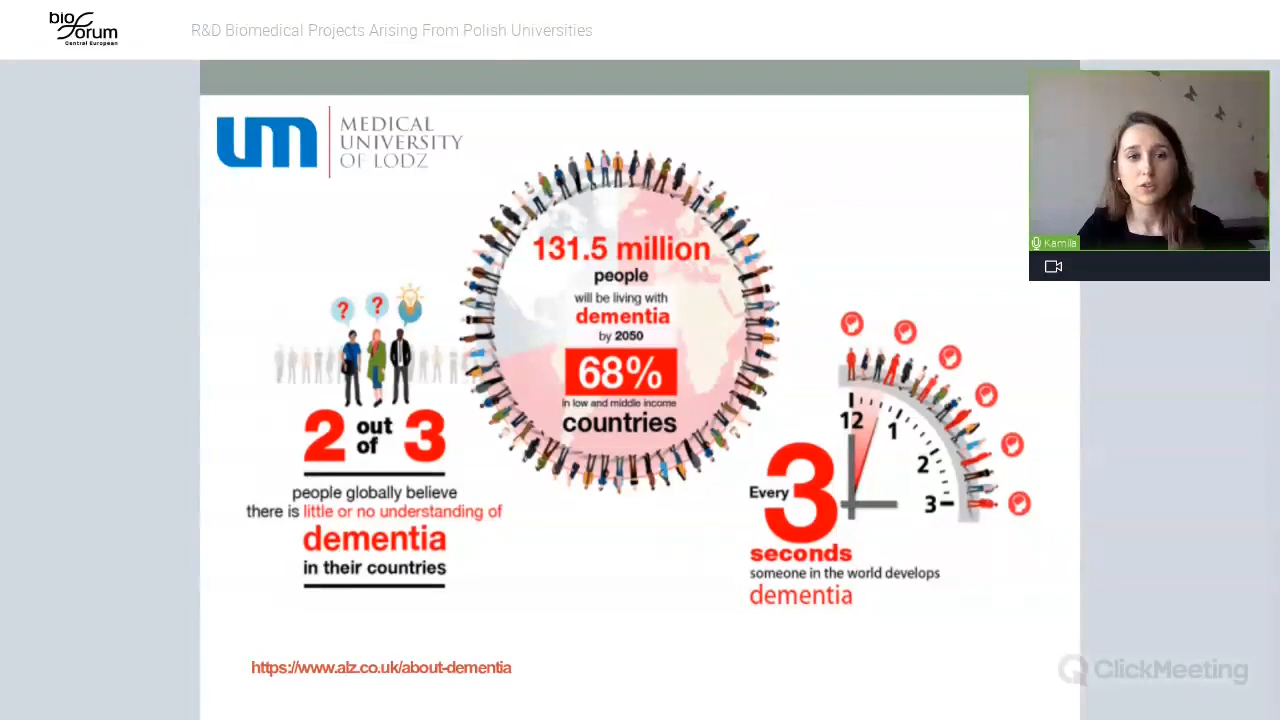 bio
Forum
Central European
R&D Biomedical Projects Arising From Polish Universities
um
MEDICAL
UNIVERSITY
OF LODZ
Kamila
131.5 million
people
will be living with
dementia
by 2050
68%
in low and middle income
countries
?
?
2 out of 3
people globally believe
there is little or no understanding of
dementia
in their countries
12
1
2
3
Every 3
seconds
someone in the world develops
dementia
https://www.alz.co.uk/about-dementia
ClickMeeting